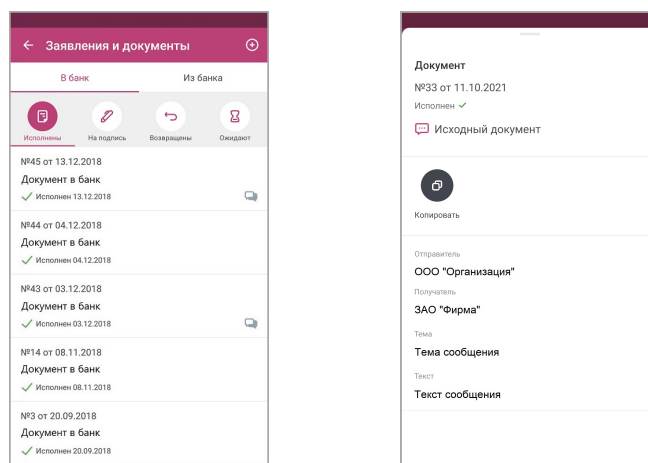 Заявления и документы
В банк Из банка
Исполнены На подпись Возвращены Ожидают
№45 от 13.12.2018
Документ в банк
Исполнен 13.12.2018
№44 от 04.12.2018
Документ в банк
Исполнен 04.12.2018
№43 от 03.12.2018
Документ в банк
Исполнен 03.12.2018
№14 от 08.11.2018
Документ в банк
Исполнен 08.11.2018
№3 от 20.09.2018
Документ в банк
Исполнен 20.09.2018
Документ
№33 от 11.10.2021
Исполнен
Исходный документ
Копировать
Отправитель
ООО "Организация"
Получатель
ЗАО "Фирма"
Тема
Тема сообщения
Текст
Текст сообщения